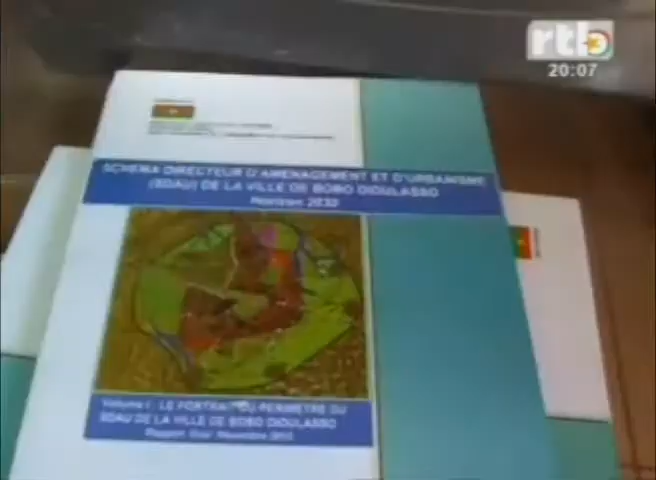 rtb
20:07
SCHEMA DIRECTEUR D'AMENAGEMENT ET D'URBANISME
(SDAU) DE LA VILLE DE BOBO DIOULASSO
Horizon 2030
Volume I : LE PORTRAIT DU PERIMETRE DU
SDAU DE LA VILLE DE BOBO DIOULASSO